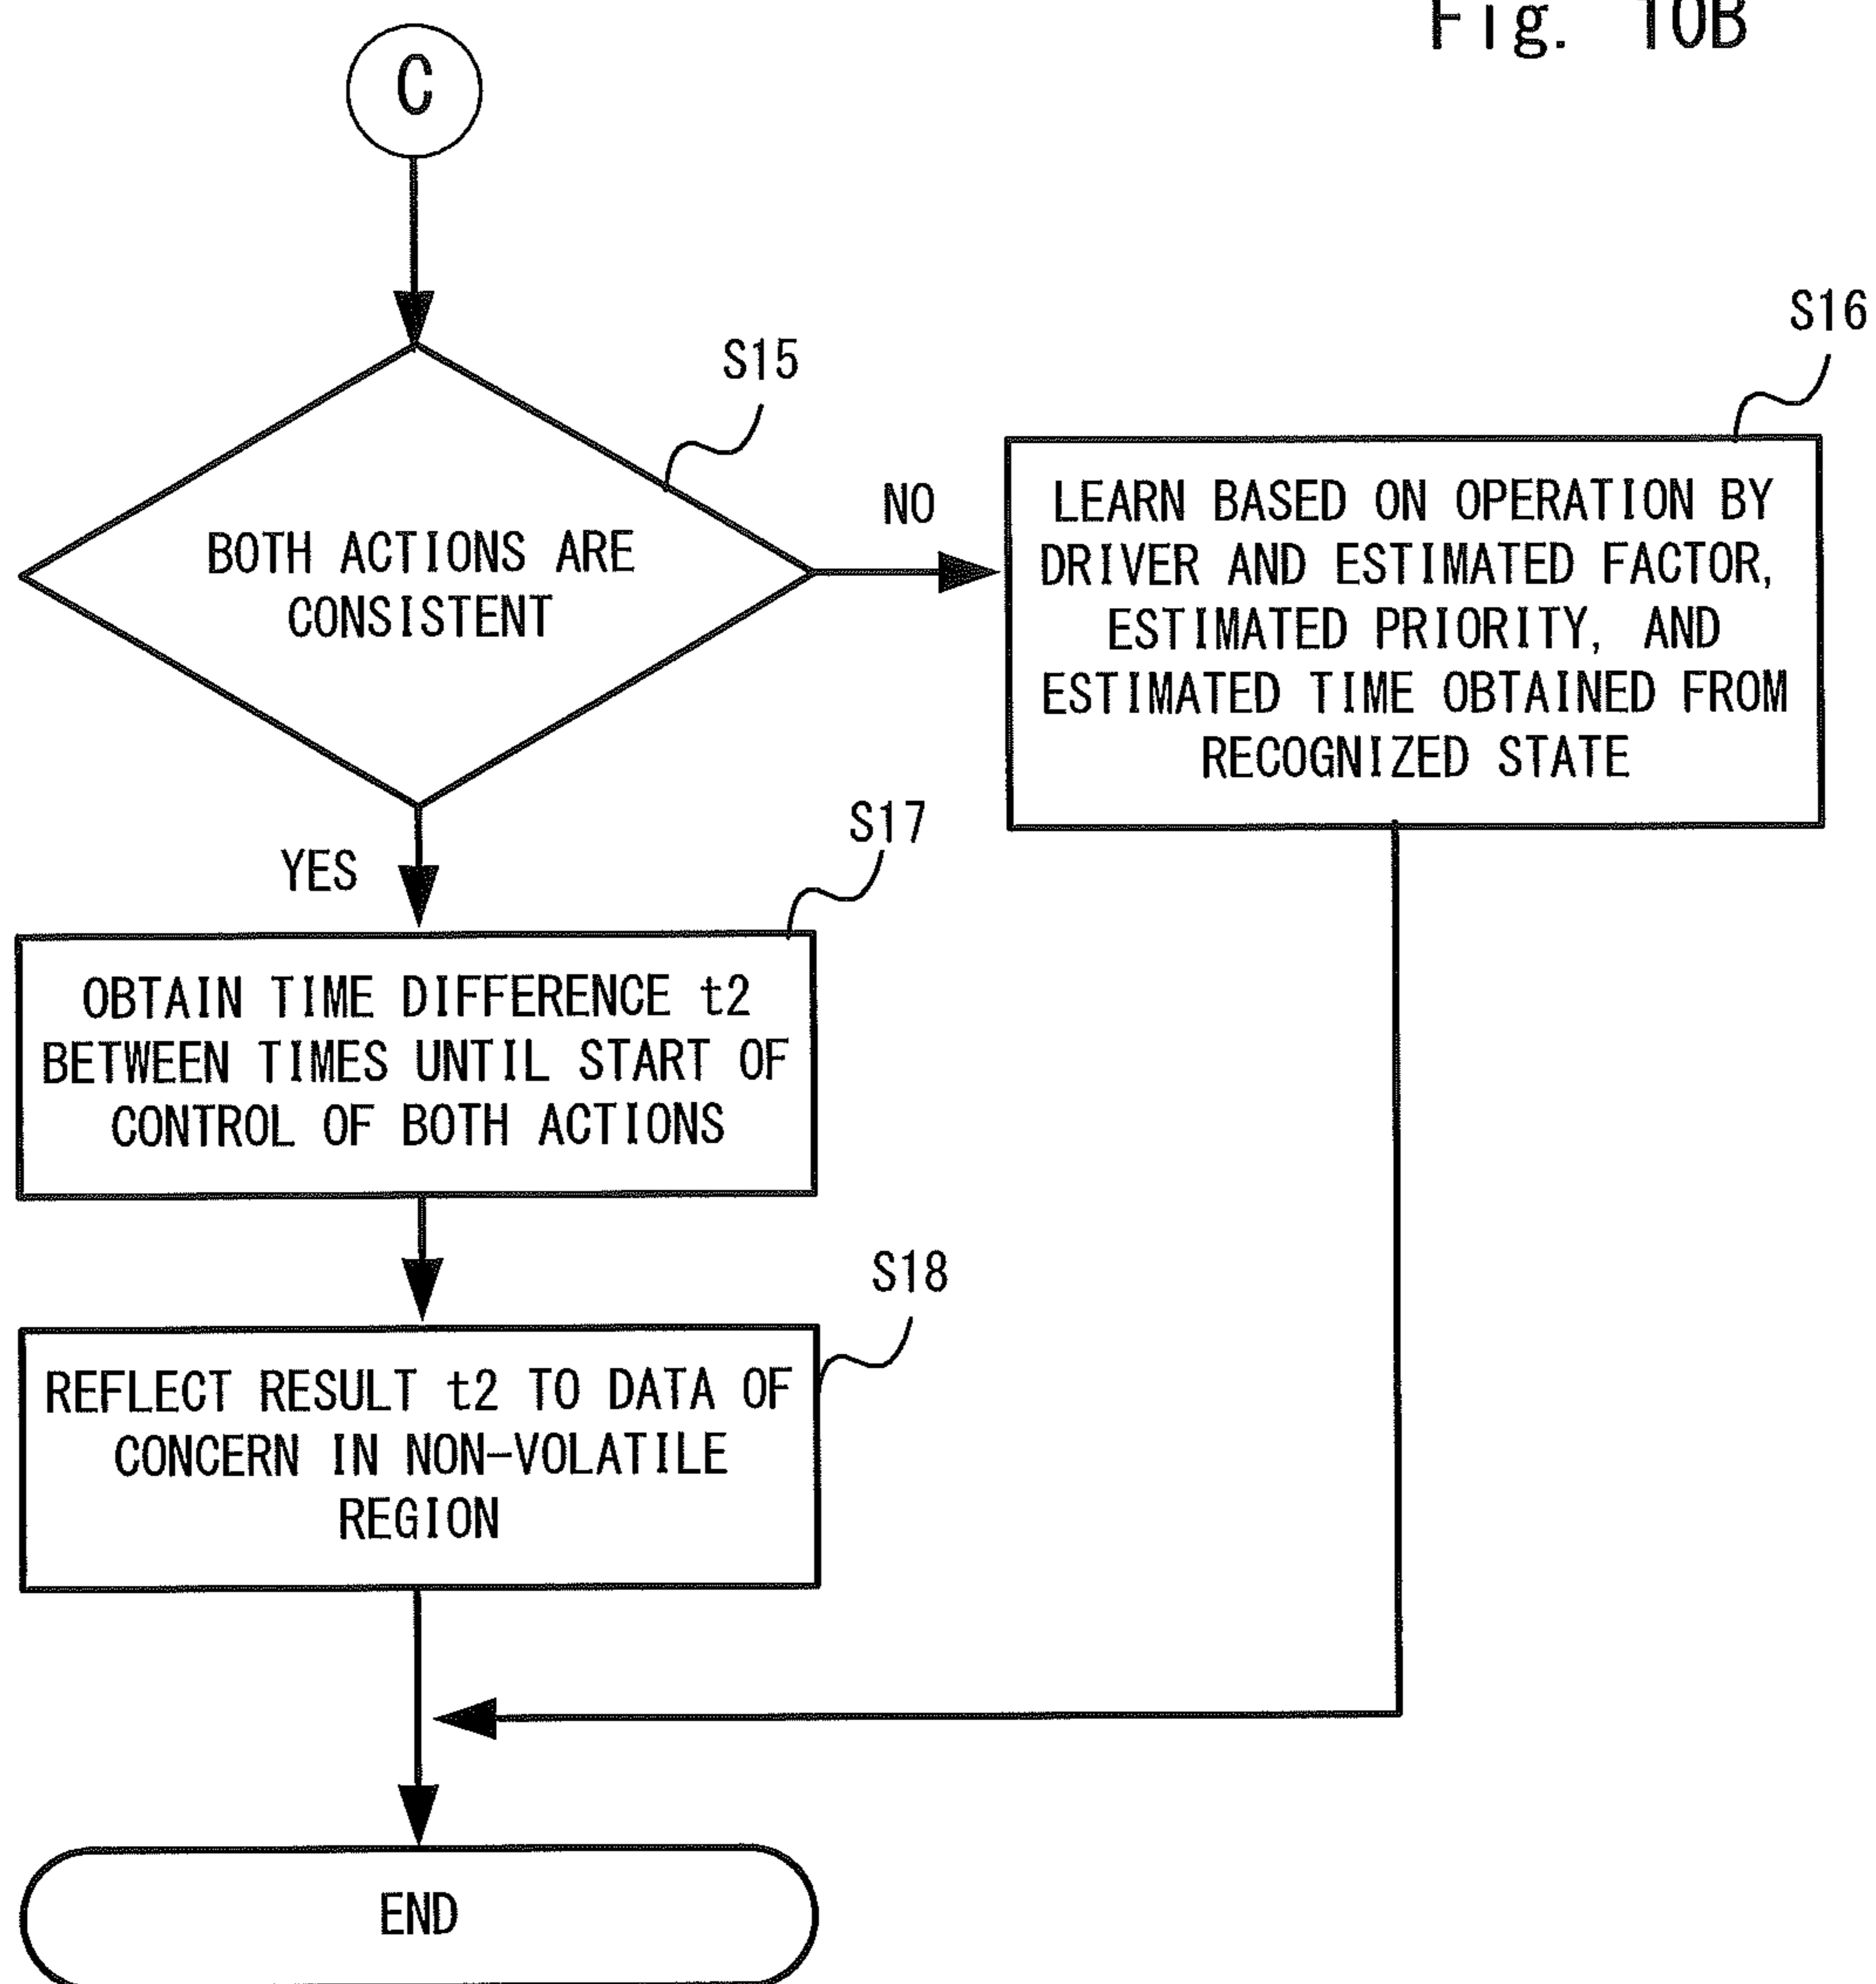 Fig. 10B
C
S15
S16
BOTH ACTIONS ARE
CONSISTENT
NO
LEARN BASED ON OPERATION BY
DRIVER AND ESTIMATED FACTOR,
ESTIMATED PRIORITY, AND
ESTIMATED TIME OBTAINED FROM
RECOGNIZED STATE
YES
S17
OBTAIN TIME DIFFERENCE t2
BETWEEN TIMES UNTIL START OF
CONTROL OF BOTH ACTIONS
S18
REFLECT RESULT t2 TO DATA OF
CONCERN IN NON-VOLATILE
REGION
END